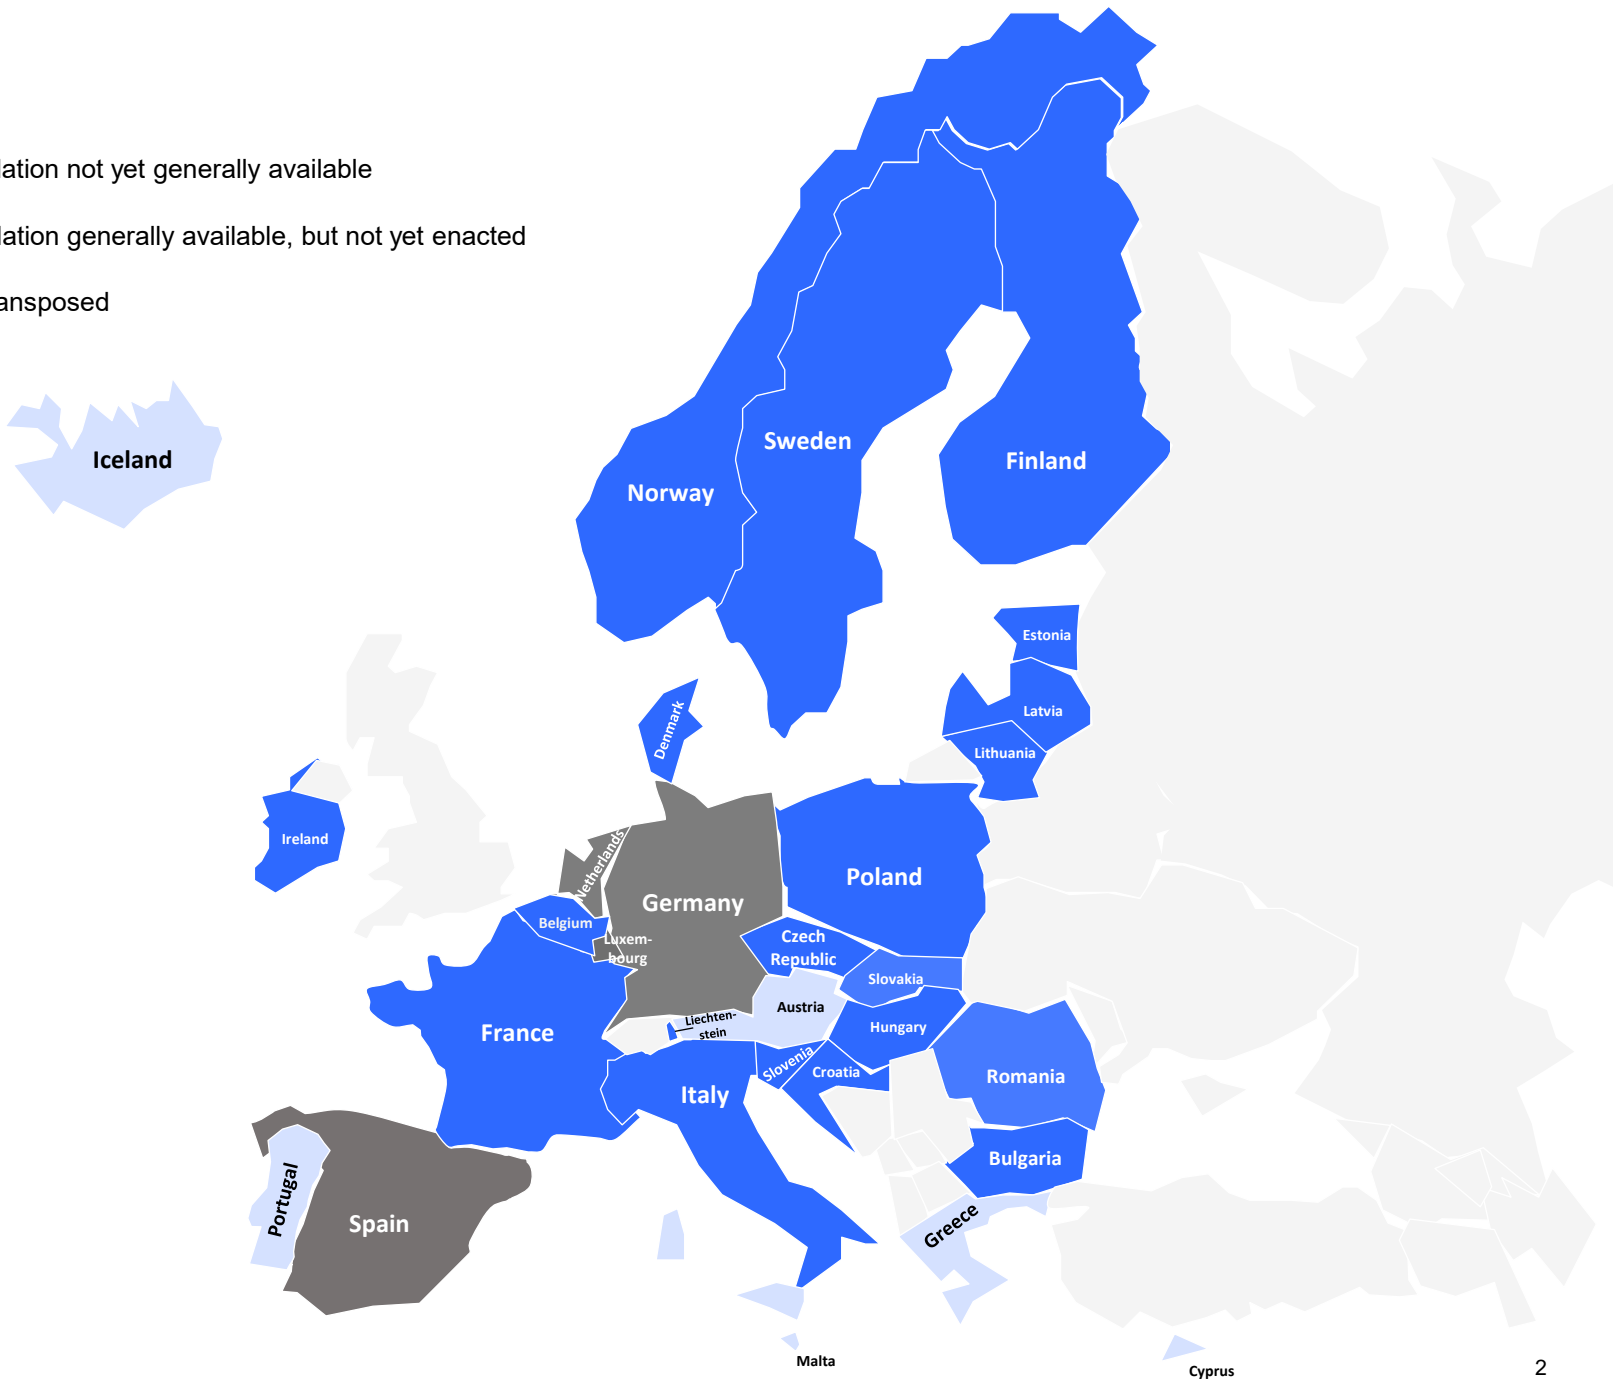 lation not yet generally available
lation generally available, but not yet enacted
ansposed
Iceland
Norway
Sweden
Finland
Estonia
Latvia
Lithuania
Denmark
Ireland
Netherlands
Germany
Poland
Belgium
Luxem-
bourg
Czech
Republic
Slovakia
Austria
Liechten-
stein
Hungary
France
Slovenia
Croatia
Romania
Italy
Bulgaria
Portugal
Spain
Greece
Malta
Cyprus
2